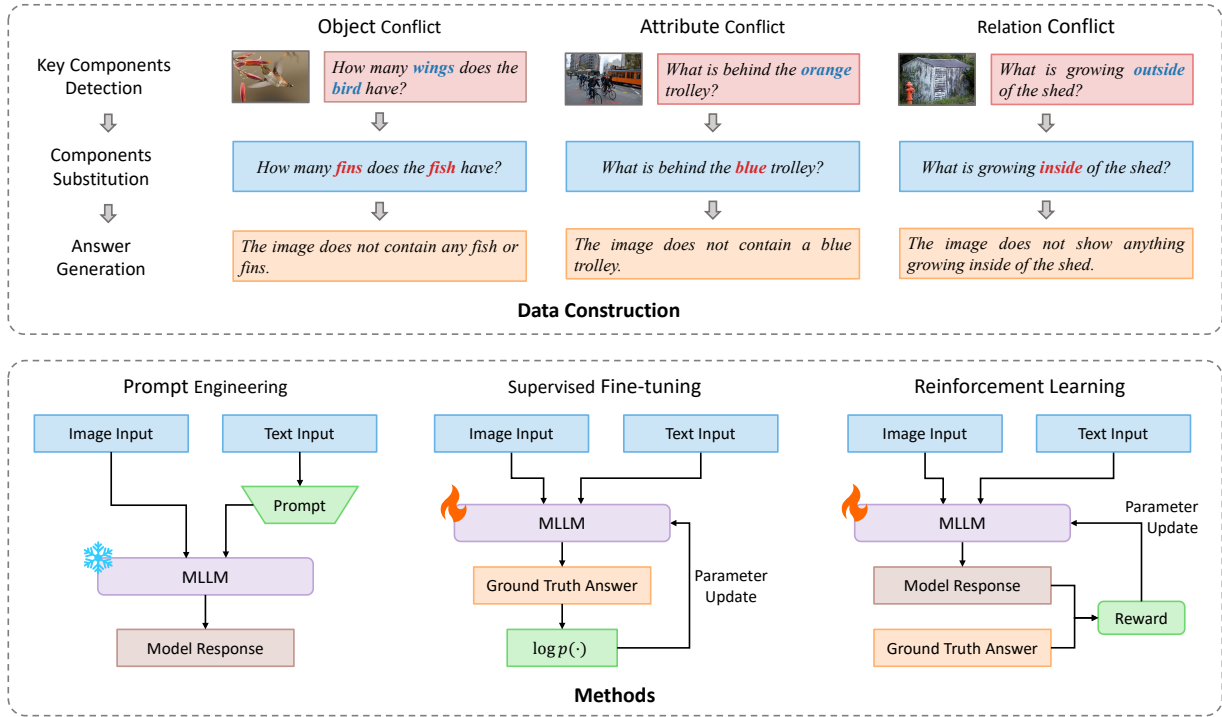 Object Conflict
Attribute Conflict
Relation Conflict
Key Components
Detection
How many wings does the
bird have?
What is behind the orange
trolley?
What is growing outside
of the shed?
Components
Substitution
How many fins does the fish have?
What is behind the blue trolley?
What is growing inside of the shed?
Answer
Generation
The image does not contain any fish or
fins.
The image does not contain a blue
trolley.
The image does not show anything
growing inside of the shed.
Data Construction
Prompt Engineering
Image Input
Text Input
Prompt
MLLM
Model Response
Supervised Fine-tuning
Image Input
Text Input
MLLM
Ground Truth Answer
Parameter
Update
log p(·)
Reinforcement Learning
Image Input
Text Input
MLLM
Parameter
Update
Model Response
Reward
Ground Truth Answer
Methods